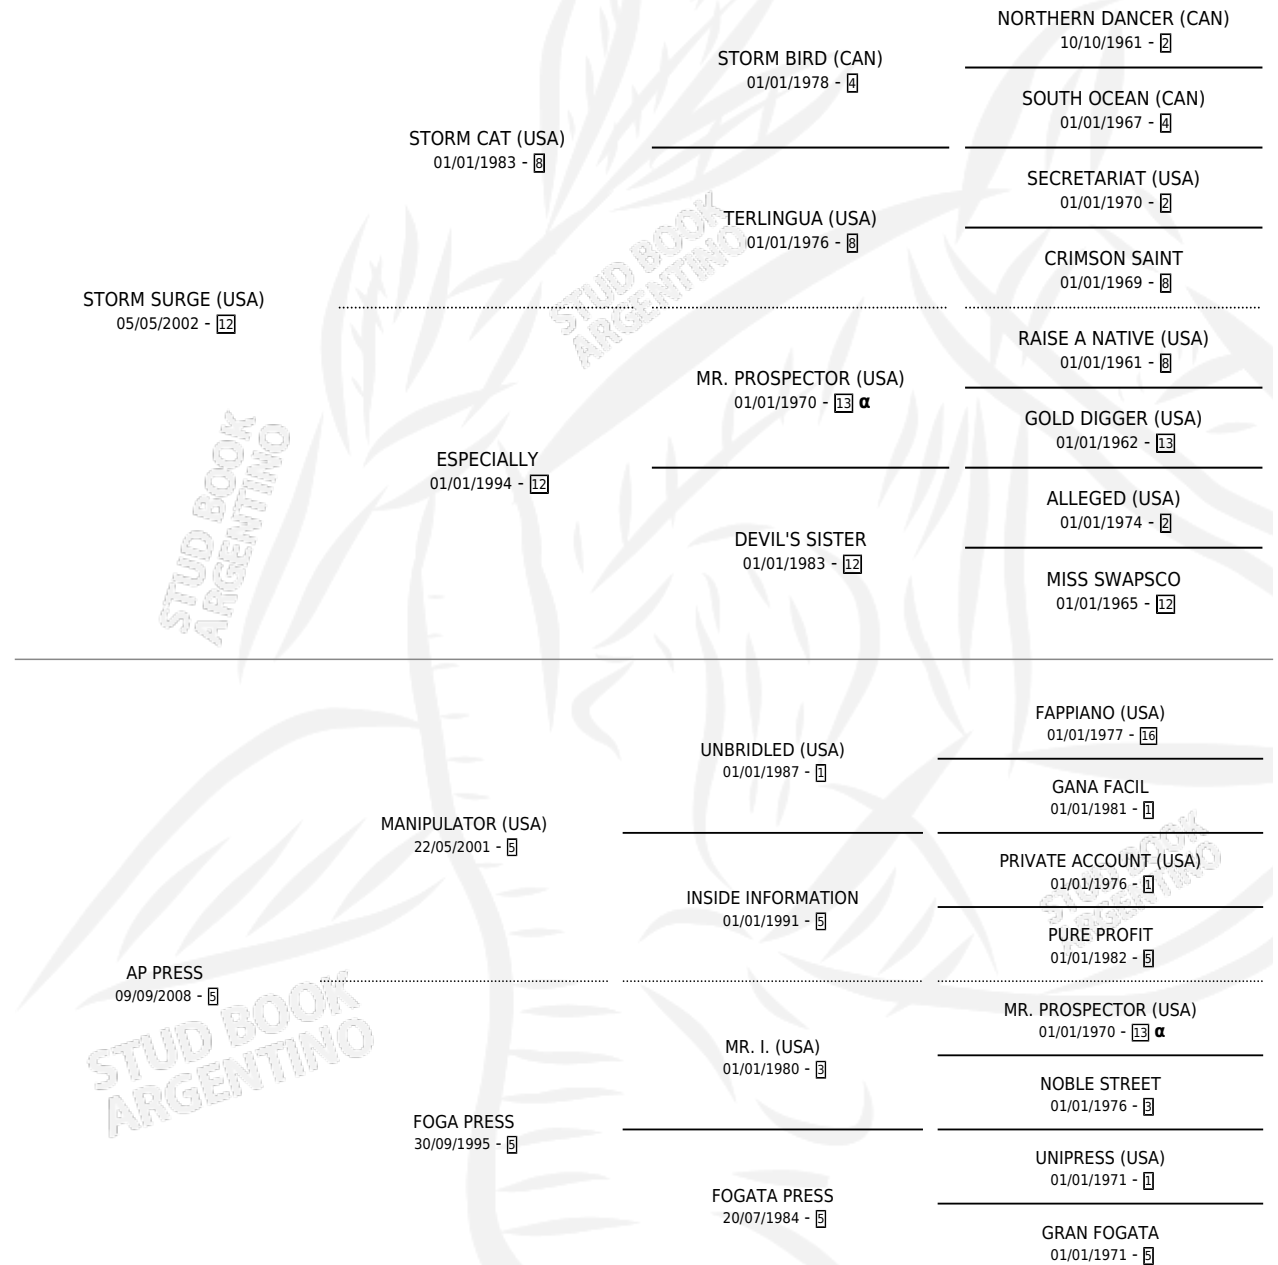 NORTHERN DANCER (CAN)
10/10/1961 - 2
STORM BIRD (CAN)
01/01/1978 - 4
SOUTH OCEAN (CAN)
01/01/1967 - 4
STORM CAT (USA)
01/01/1983 - 8
SECRETARIAT (USA)
01/01/1970 - 2
TERLINGUA (USA)
01/01/1976 - 8
CRIMSON SAINT
01/01/1969 - 8
STORM SURGE (USA)
05/05/2002 - 12
RAISE A NATIVE (USA)
01/01/1961 - 8
MR. PROSPECTOR (USA)
01/01/1970 - 13 α
GOLD DIGGER (USA)
01/01/1962 - 13
ESPECIALLY
01/01/1994 - 12
ALLEGED (USA)
01/01/1974 - 2
DEVIL'S SISTER
01/01/1983 - 12
MISS SWAPSCO
01/01/1965 - 12
FAPPIANO (USA)
01/01/1977 - 16
UNBRIDLED (USA)
01/01/1987 - 1
GANA FACIL
01/01/1981 - 1
MANIPULATOR (USA)
22/05/2001 - 5
PRIVATE ACCOUNT (USA)
01/01/1976 - 1
INSIDE INFORMATION
01/01/1991 - 5
PURE PROFIT
01/01/1982 - 5
AP PRESS
09/09/2008 - 5
MR. PROSPECTOR (USA)
01/01/1970 - 13 α
MR. I. (USA)
01/01/1980 - 3
NOBLE STREET
01/01/1976 - 3
FOGA PRESS
30/09/1995 - 5
UNIPRESS (USA)
01/01/1971 - 1
FOGATA PRESS
20/07/1984 - 5
GRAN FOGATA
01/01/1971 - 5
STUD BOOK
ARGENTINO
STUD BOOK
ARGENTINO
STUD BOOK
ARGENTINO
STUD BOOK
ARGENTINO